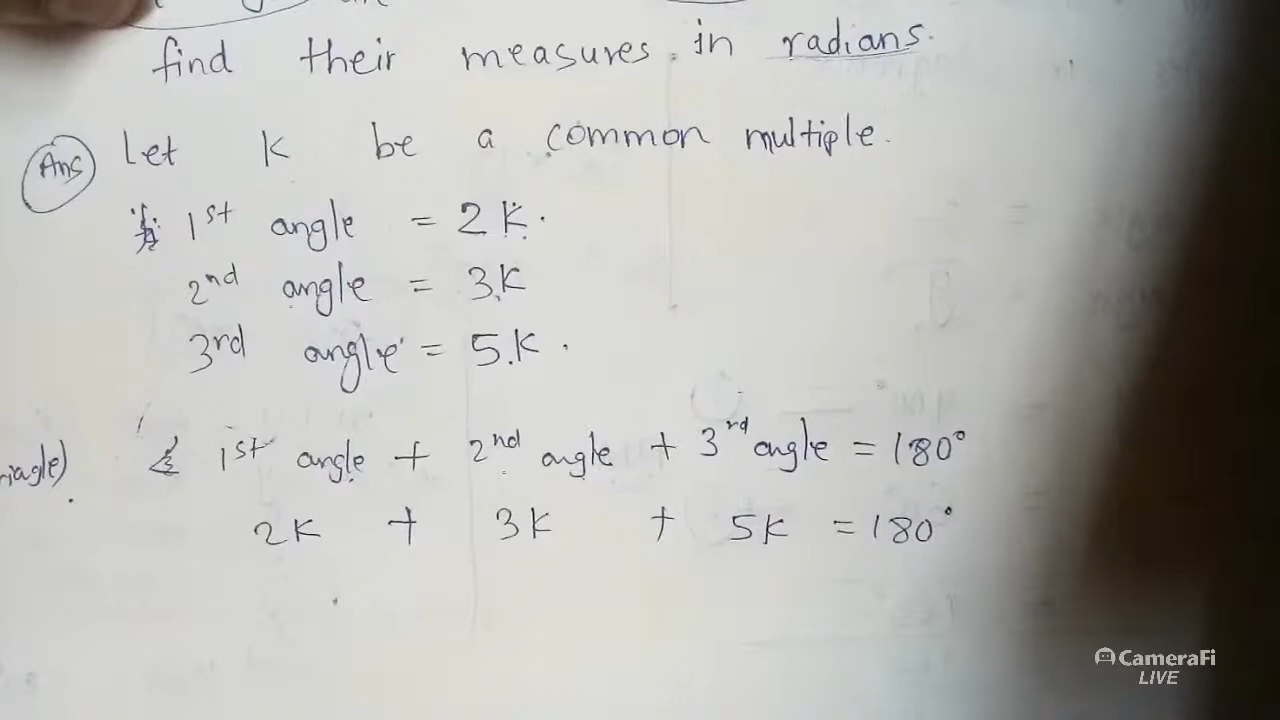 find their measures in radians.
Ans Let K be a common multiple.
1st angle = 2K.
2nd angle = 3K
3rd angle = 5K.
1st angle + 2nd angle + 3rd angle = 180°
2K + 3K + 5K = 180°
CameraFi
LIVE